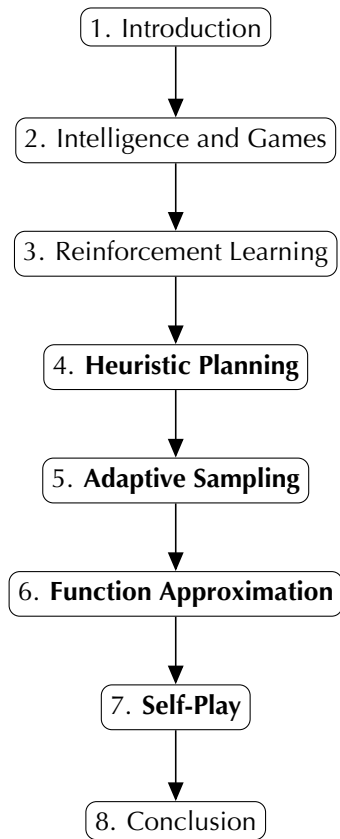 1. Introduction
2. Intelligence and Games
3. Reinforcement Learning
4. Heuristic Planning
5. Adaptive Sampling
6. Function Approximation
7. Self-Play
8. Conclusion